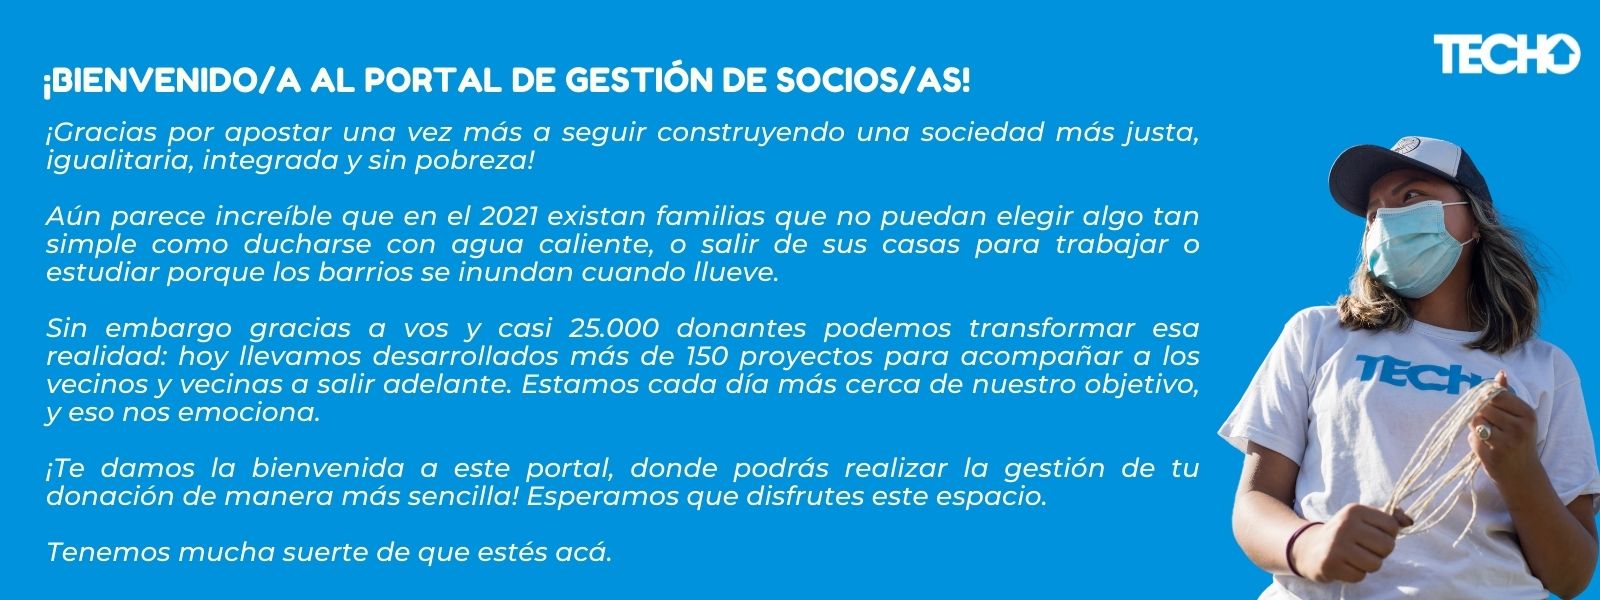 TECHO
¡BIENVENIDO/A AL PORTAL DE GESTIÓN DE SOCIOS/AS!
¡Gracias por apostar una vez más a seguir construyendo una sociedad más justa,
igualitaria, integrada y sin pobreza!
Aún parece increíble que en el 2021 existan familias que no puedan elegir algo tan
simple como ducharse con agua caliente, o salir de sus casas para trabajar o
estudiar porque los barrios se inundan cuando llueve.
Sin embargo gracias a vos y casi 25.000 donantes podemos transformar esa
realidad: hoy llevamos desarrollados más de 150 proyectos para acompañar a los
vecinos y vecinas a salir adelante. Estamos cada día más cerca de nuestro objetivo,
y eso nos emociona.
¡Te damos la bienvenida a este portal, donde podrás realizar la gestión de tu
donación de manera más sencilla! Esperamos que disfrutes este espacio.
Tenemos mucha suerte de que estés acá.
TECHO